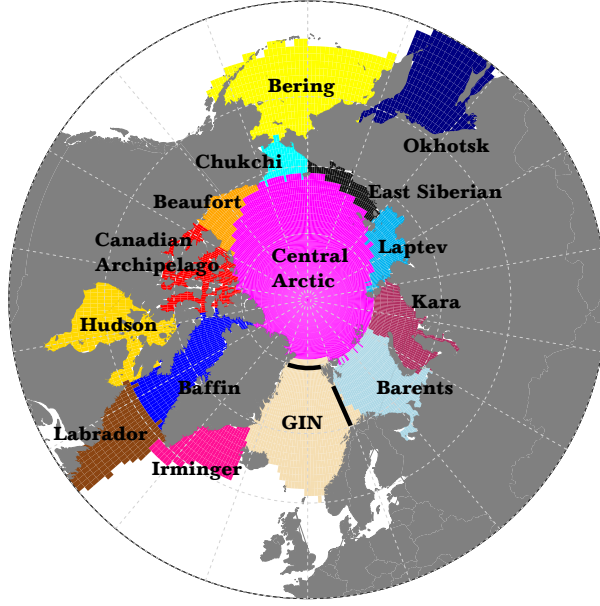 Bering
Okhotsk
Chukchi
East Siberian
Beaufort
Canadian
Archipelago
Laptev
Central
Arctic
Kara
Hudson
Baffin
Barents
GIN
Labrador
Irminger